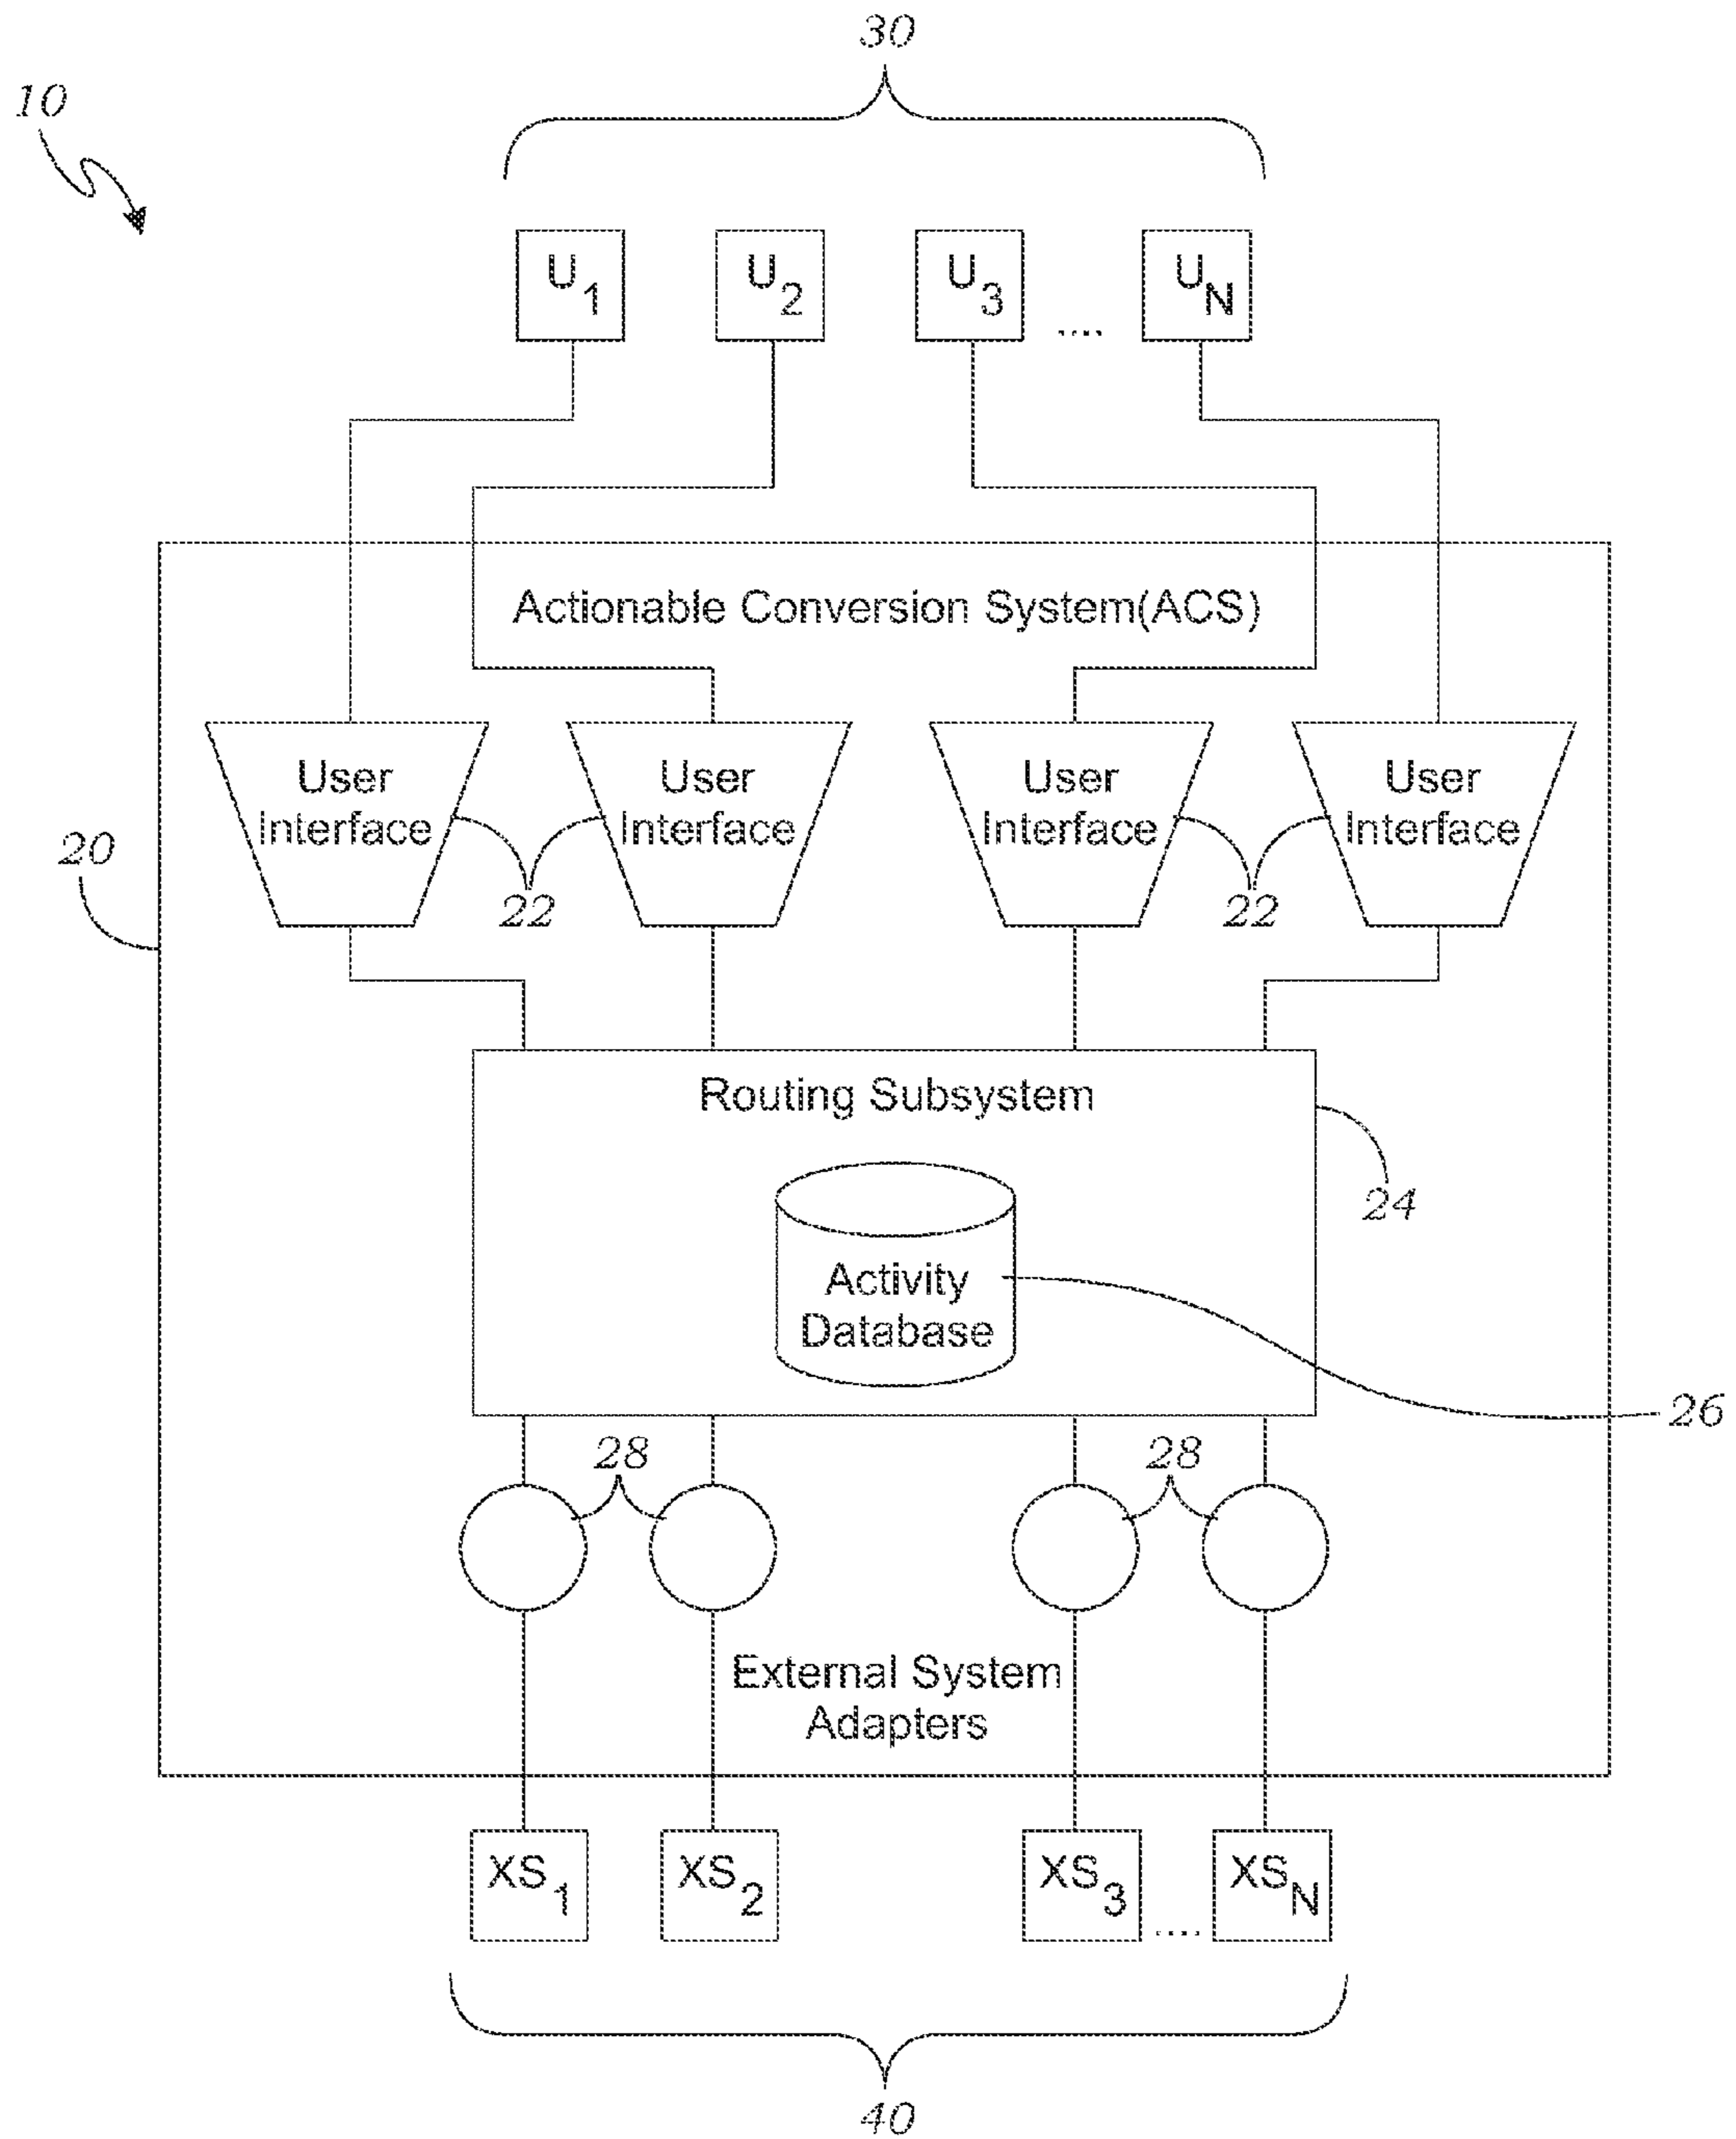 30
10
U1 U2 U3 .... UN
Actionable Conversion System(ACS)
User Interface
User Interface
User Interface
User Interface
20
22
22
Routing Subsystem
24
Activity
Database
26
28
28
External System
Adapters
XS1 XS2 XS3 .... XSN
40